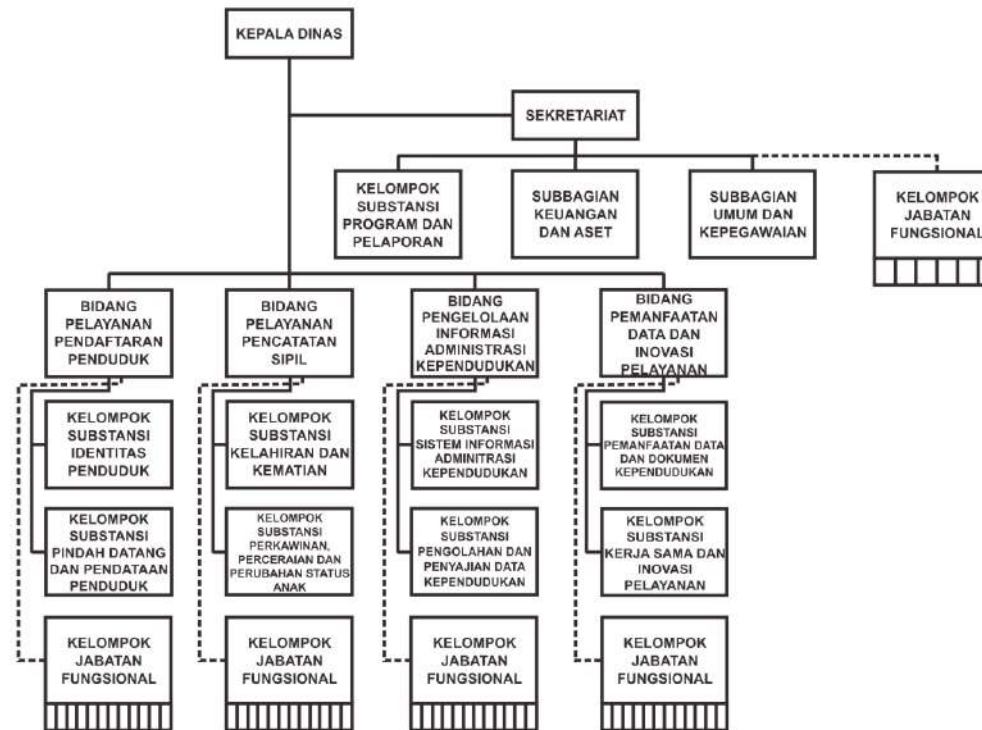 KEPALA DINAS
SEKRETARIAT
KELOMPOK
SUBSTANSI
PROGRAM DAN
PELAPORAN
SUBBAGIAN
KEUANGAN
DAN ASET
SUBBAGIAN
UMUM DAN
KEPEGAWAIAN
KELOMPOK
JABATAN
FUNGSIONAL
BIDANG
PELAYANAN
PENDAFTARAN
PENDUDUK
BIDANG
PELAYANAN
PENCATATAN
SIPIL
BIDANG
PENGELOLAAN
INFORMASI
ADMINISTRASI
KEPENDUDUKAN
BIDANG
PEMANFAATAN
DATA DAN
INOVASI
PELAYANAN
KELOMPOK
SUBSTANSI
IDENTITAS
PENDUDUK
KELOMPOK
SUBSTANSI
KELAHIRAN DAN
KEMATIAN
KELOMPOK
SUBSTANSI
SISTEM INFORMASI
ADMINITRASI
KEPENDUDUKAN
KELOMPOK
SUBSTANSI
PEMANFAATAN DATA
DAN DOKUMEN
KEPENDUDUKAN
KELOMPOK
SUBSTANSI
PINDAH DATANG
DAN PENDATAAN
PENDUDUK
KELOMPOK
SUBSTANSI
PERKAWINAN,
PERCERAIAN DAN
PERUBAHAN STATUS
ANAK
KELOMPOK
SUBSTANSI
PENGOLAHAN DAN
PENYAJIAN DATA
KEPENDUDUKAN
KELOMPOK
SUBSTANSI
KERJA SAMA DAN
INOVASI
PELAYANAN
KELOMPOK
JABATAN
FUNGSIONAL
KELOMPOK
JABATAN
FUNGSIONAL
KELOMPOK
JABATAN
FUNGSIONAL
KELOMPOK
JABATAN
FUNGSIONAL